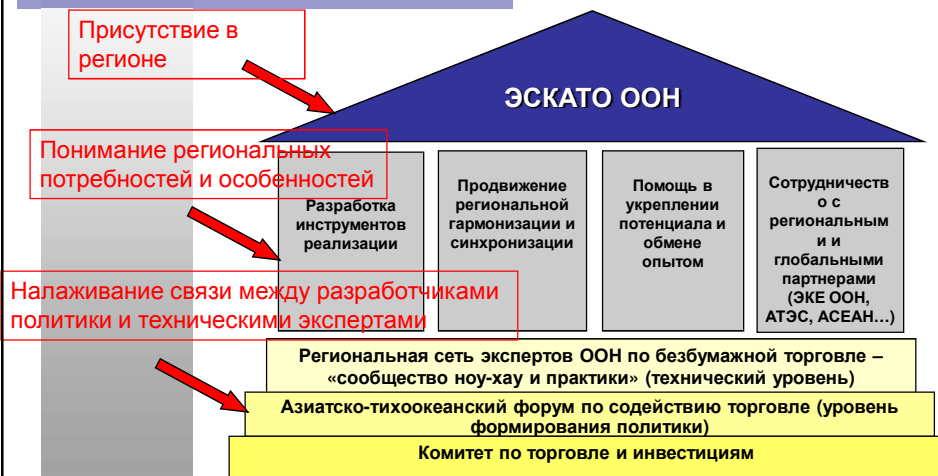 Присутствие в
регионе
ЭСКАТО ООН
Понимание региональных
потребностей и особенностей
Разработка
инструментов
реализации
Продвижение
региональной
гармонизации и
синхронизации
Помощь в
укреплении
потенциала и
обмене
опытом
Сотрудничеств
о с
региональным
и и
глобальными
партнерами
(ЭКЕ ООН,
АТЭС, АСЕАН…)
Налаживание связи между разработчиками
политики и техническими экспертами
Региональная сеть экспертов ООН по безбумажной торговле –
«сообщество ноу-хау и практики» (технический уровень)
Азиатско-тихоокеанский форум по содействию торговле (уровень
формирования политики)
Комитет по торговле и инвестициям